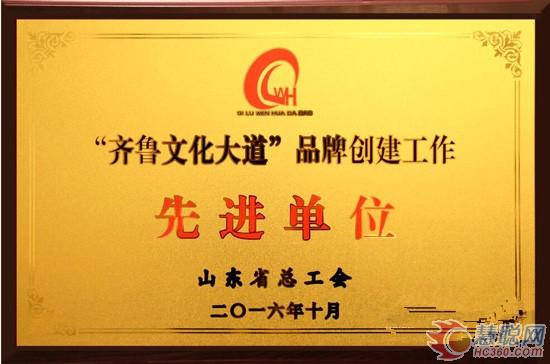 WH
QI LU WEN HUA DA DAO
“齐鲁文化大道”品牌创建工作
先进单位
山东省总工会
二〇一六年十月
慧聪网
HC360.com